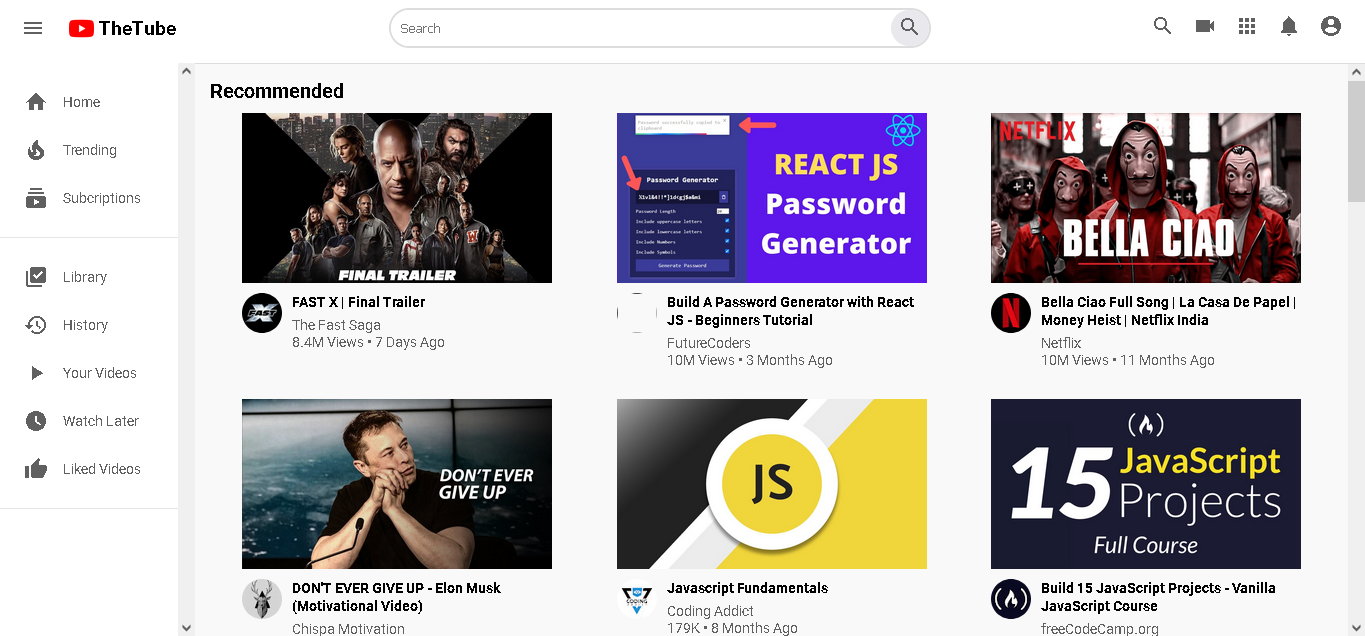 TheTube
Search
Home
Trending
Subcriptions
Library
History
Your Videos
Watch Later
Liked Videos
Recommended
FINAL TRAILER
FAST X | Final Trailer
The Fast Saga
8.4M Views • 7 Days Ago
Password successfully copied to
clipboard
Password Generator
Password Length
Include uppercase letters
Include lowercase letters
Include Numbers
Include Symbols
Generate Password
REACT JS
Password
Generator
Build A Password Generator with React
JS - Beginners Tutorial
FutureCoders
10M Views • 3 Months Ago
NETFLIX
BELLA CIAO
N
Bella Ciao Full Song | La Casa De Papel |
Money Heist | Netflix India
Netflix
10M Views • 11 Months Ago
DON'T EVER
GIVE UP
DON'T EVER GIVE UP - Elon Musk
(Motivational Video)
Chispa Motivation
JS
CODING
Javascript Fundamentals
Coding Addict
179K • 8 Months Ago
15 JavaScript
Projects
Full Course
Build 15 JavaScript Projects - Vanilla
JavaScript Course
freeCodeCamp.org